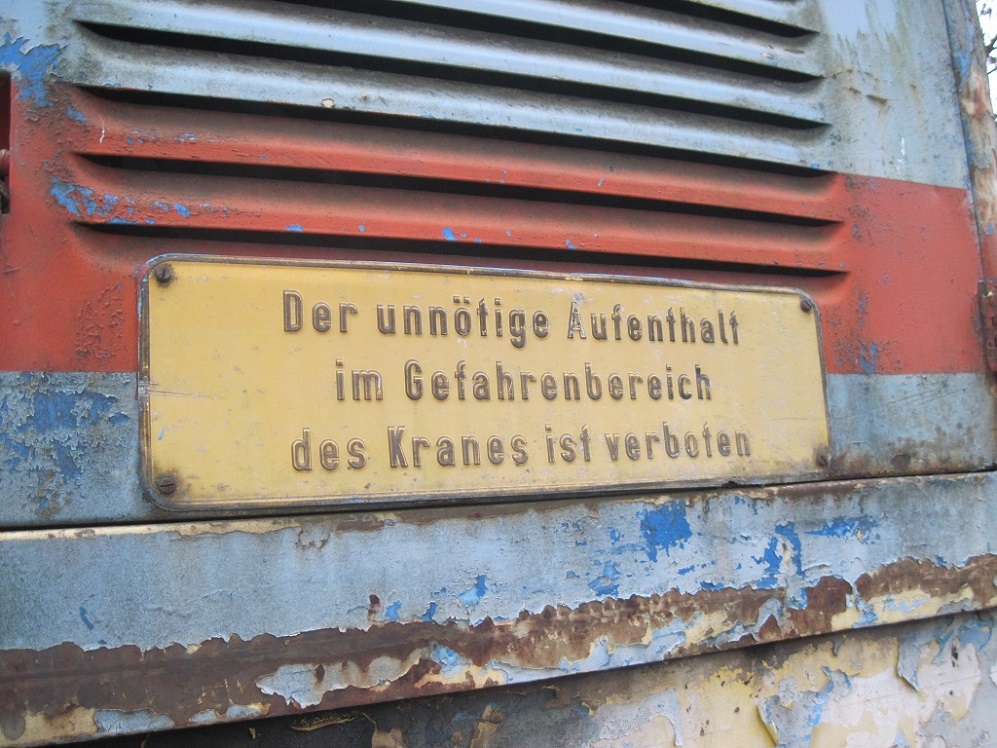 Der unnötige Aufenthalt
im Gefahrenbereich
des Kranes ist verboten